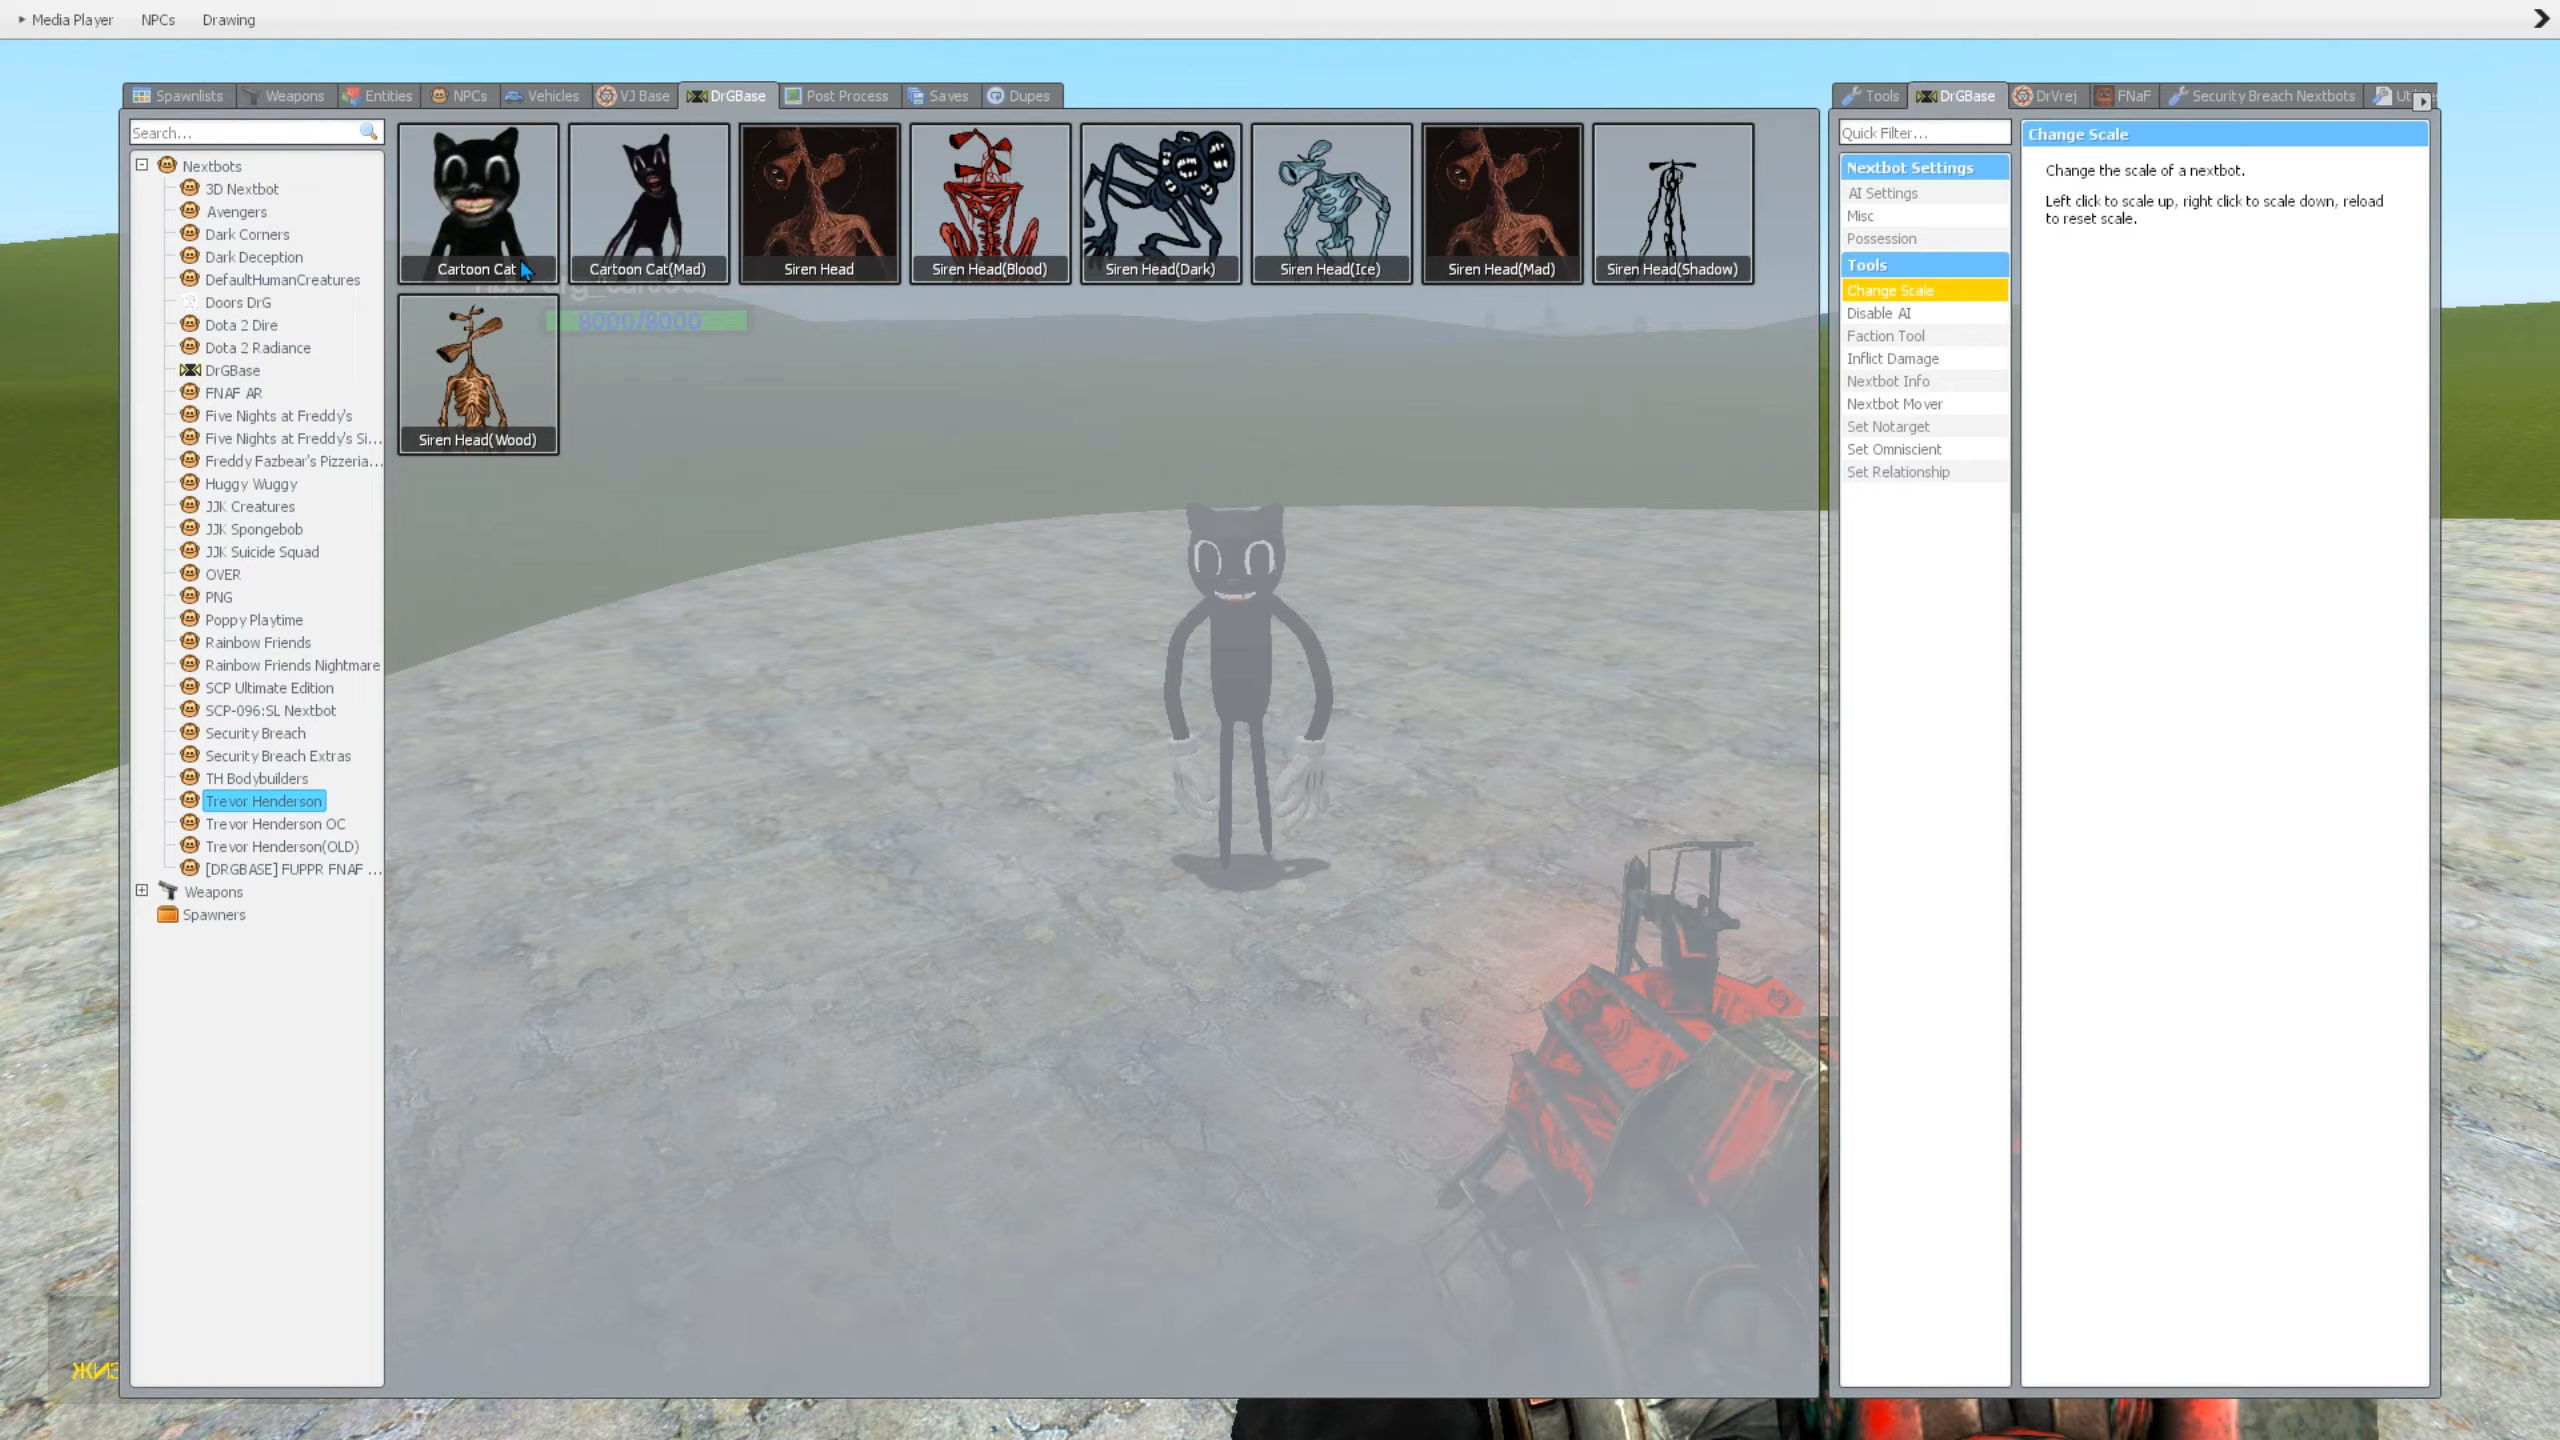 Media Player NPCs Drawing
Spawnlists Weapons Entities NPCs Vehicles VJ Base DrGBase Post Process Saves Dupes
Search...
Nextbots
3D Nextbot
Avengers
Dark Corners
Dark Deception
DefaultHumanCreatures
Doors DrG
Dota 2 Dire
Dota 2 Radiance
DrGBase
FNAF AR
Five Nights at Freddy's
Five Nights at Freddy's Si...
Freddy Fazbear's Pizzeria...
Huggy Wuggy
JJK Creatures
JJK Spongebob
JJK Suicide Squad
OVER
PNG
Poppy Playtime
Rainbow Friends
Rainbow Friends Nightmare
SCP Ultimate Edition
SCP-096:SL Nextbot
Security Breach
Security Breach Extras
TH Bodybuilders
Trevor Henderson
Trevor Henderson OC
Trevor Henderson(OLD)
[DRGBASE] FUPPR FNAF ...
Weapons
Spawners
Cartoon Cat
Cartoon Cat(Mad)
Siren Head
Siren Head(Blood)
Siren Head(Dark)
Siren Head(Ice)
Siren Head(Mad)
Siren Head(Shadow)
Siren Head(Wood)
8000/8000
ЖИЗ
Tools DrGBase DrVrej FNaF Security Breach Nextbots
Quick Filter...
Nextbot Settings
AI Settings
Misc
Possession
Tools
Change Scale
Disable AI
Faction Tool
Inflict Damage
Nextbot Info
Nextbot Mover
Set Notarget
Set Omniscient
Set Relationship
Change Scale
Change the scale of a nextbot.
Left click to scale up, right click to scale down, reload
to reset scale.